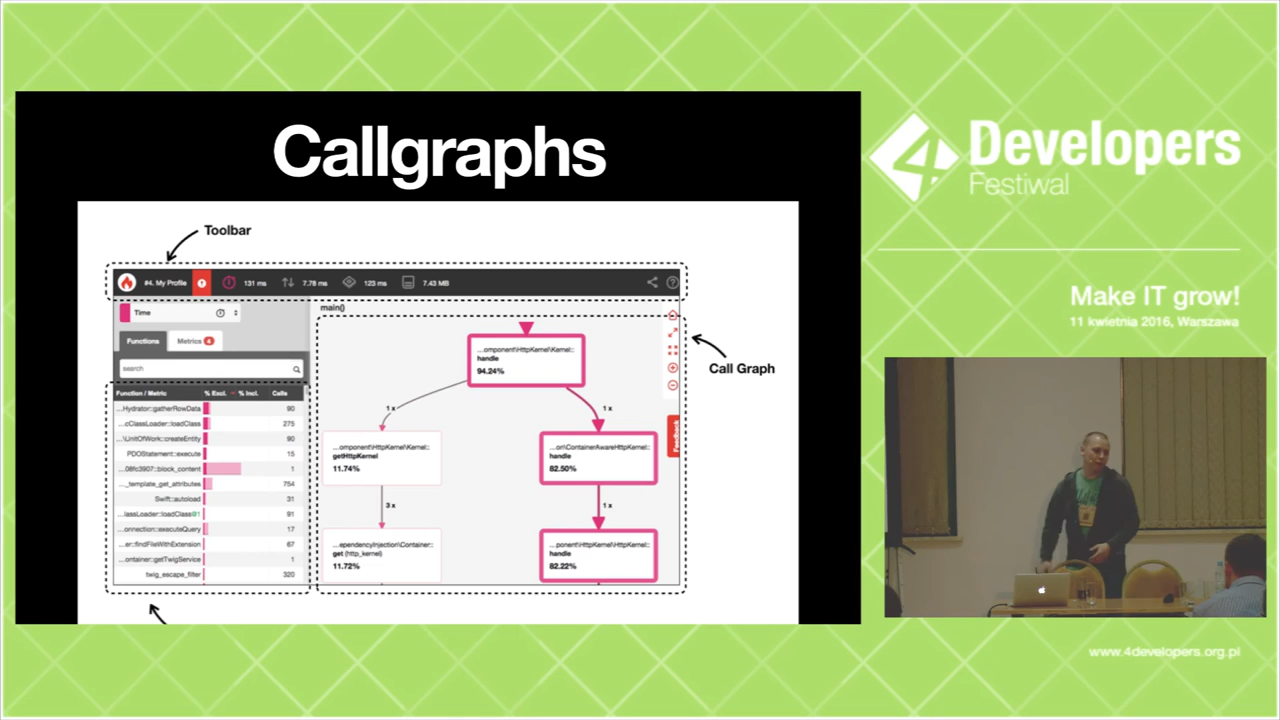 Callgraphs
Toolbar
#4. My Profile 131 ms 7.78 ms 123 ms 7.43 MB
Time
main()
Functions Metrics 4
search
Function / Metric % Excl. % Incl. Calls
...Hydrator::gatherRowData 90
...cClassLoader::loadClass 275
...\UnitOfWork::createEntity 90
PDOStatement::execute 15
...08fc3907::block_content 1
..._template_get_attributes 754
Swift::autoload 31
...lassLoader::loadClass@1 91
...onnection::executeQuery 17
...er::findFileWithExtension 67
...ontainer::getTwigService 1
twig_escape_filter 320
...omponent\HttpKernel\Kernel::
handle
94.24%
1 x
1 x
...omponent\HttpKernel\Kernel::
getHttpKernel
11.74%
...or\ContainerAwareHttpKernel::
handle
82.50%
3 x
1 x
...ependencyInjection\Container::
get (http_kernel)
11.72%
...ponent\HttpKernel\HttpKernel::
handle
82.22%
Call Graph
Feedback
4Developers
Festiwal
Make IT grow!
11 kwietnia 2016, Warszawa
www.4developers.org.pl